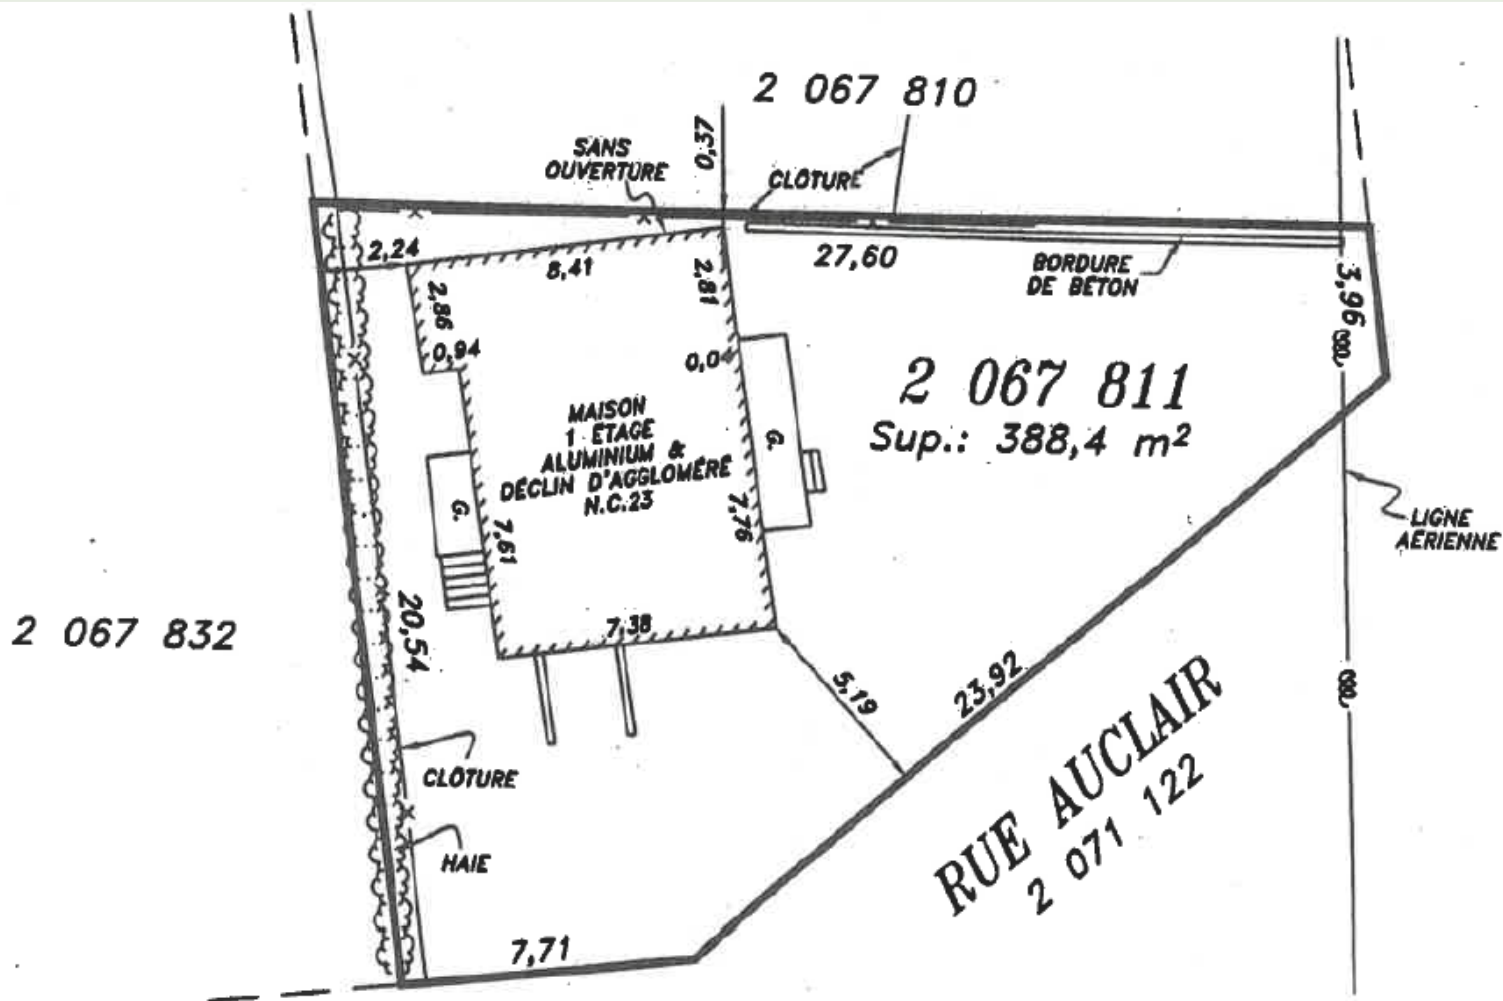 2 067 810
0,37
SANS
OUVERTURE
CLÔTURE
2,24
8,41
2,81
27,60
BORDURE
DE BÉTON
3,96
2,86
0,94
0,0
2 067 811
Sup.: 388,4 m²
MAISON
1 ÉTAGE
ALUMINIUM &
DÉCLIN D'AGGLOMÉRÉ
N.C.23
G.
G.
7,61
7,76
LIGNE
AÉRIENNE
2 067 832
20,54
7,38
5,19
23,92
RUE AUCLAIR
2 071 122
CLÔTURE
HAIE
7,71